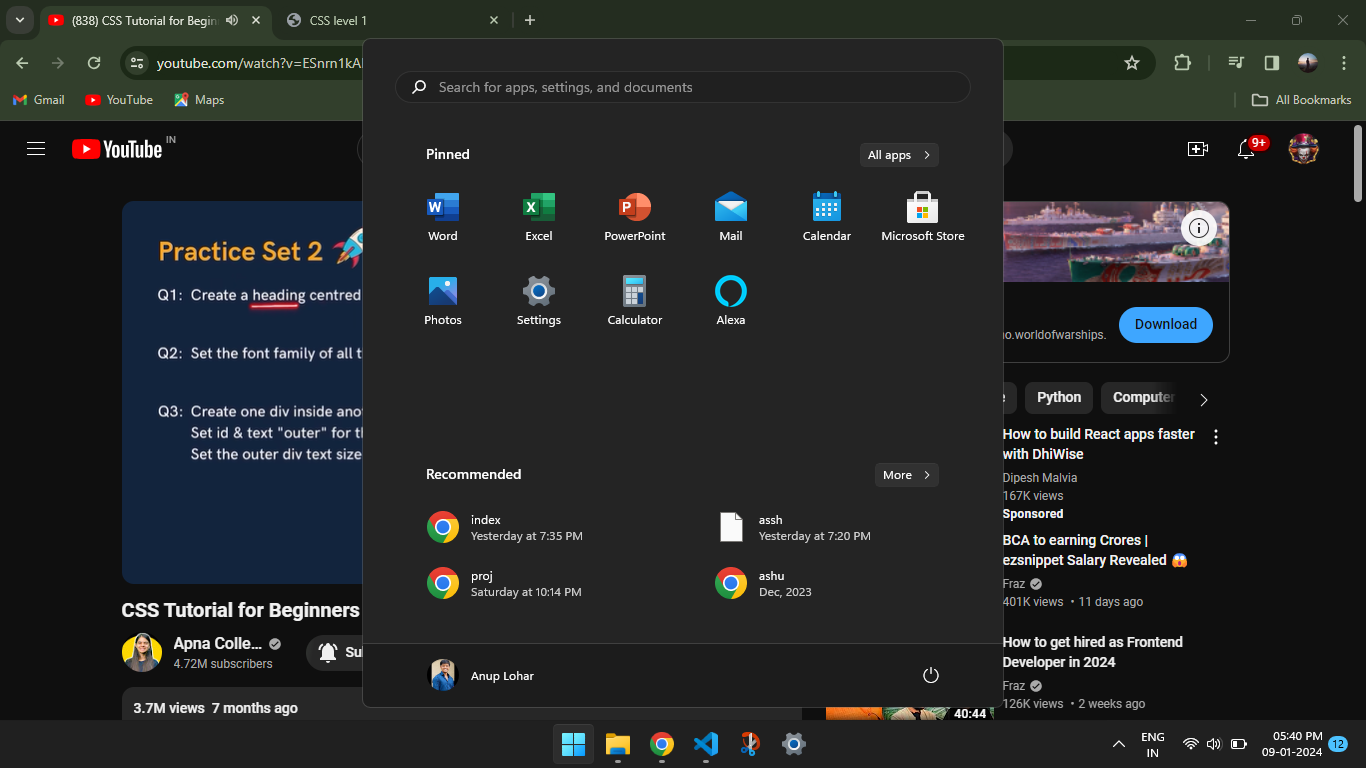 (838) CSS Tutorial for Begin
CSS level 1
youtube.com/watch?v=ESnrn1kA
Gmail
YouTube
Maps
All Bookmarks
Search for apps, settings, and documents
YouTube IN
9+
Pinned
All apps
Word
Excel
PowerPoint
Mail
Calendar
Microsoft Store
Photos
Settings
Calculator
Alexa
Practice Set 2
Q1: Create a heading centred
Q2: Set the font family of all t
Q3: Create one div inside ano
Set id & text "outer" for th
Set the outer div text size
no.worldofwarships.
Download
Python
Computer
How to build React apps faster
with DhiWise
Dipesh Malvia
167K views
Sponsored
BCA to earning Crores |
ezsnippet Salary Revealed 😱
Fraz
401K views • 11 days ago
How to get hired as Frontend
Developer in 2024
Fraz
126K views • 2 weeks ago
40:44
Recommended
More
index
Yesterday at 7:35 PM
assh
Yesterday at 7:20 PM
proj
Saturday at 10:14 PM
ashu
Dec, 2023
Anup Lohar
CSS Tutorial for Beginners
Apna Colle...
4.72M subscribers
Su
3.7M views 7 months ago
ENG
IN
05:40 PM
09-01-2024
12